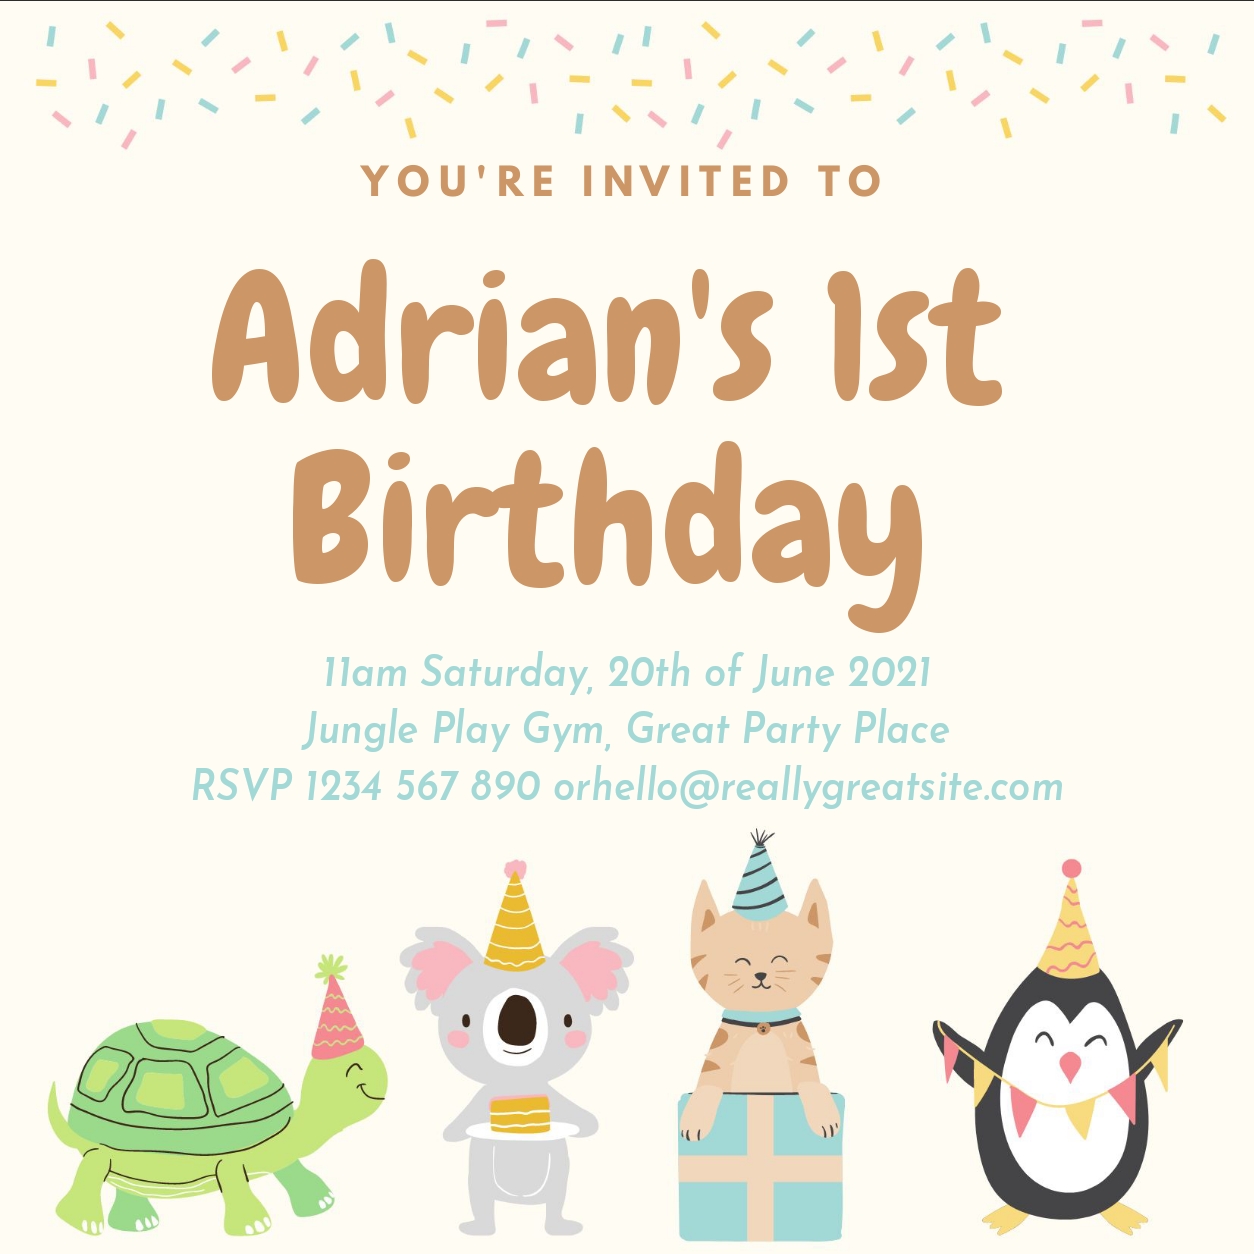 YOU'RE INVITED TO
Adrian's 1st
Birthday
11am Saturday, 20th of June 2021
Jungle Play Gym, Great Party Place
RSVP 1234 567 890 orhello@reallygreatsite.com